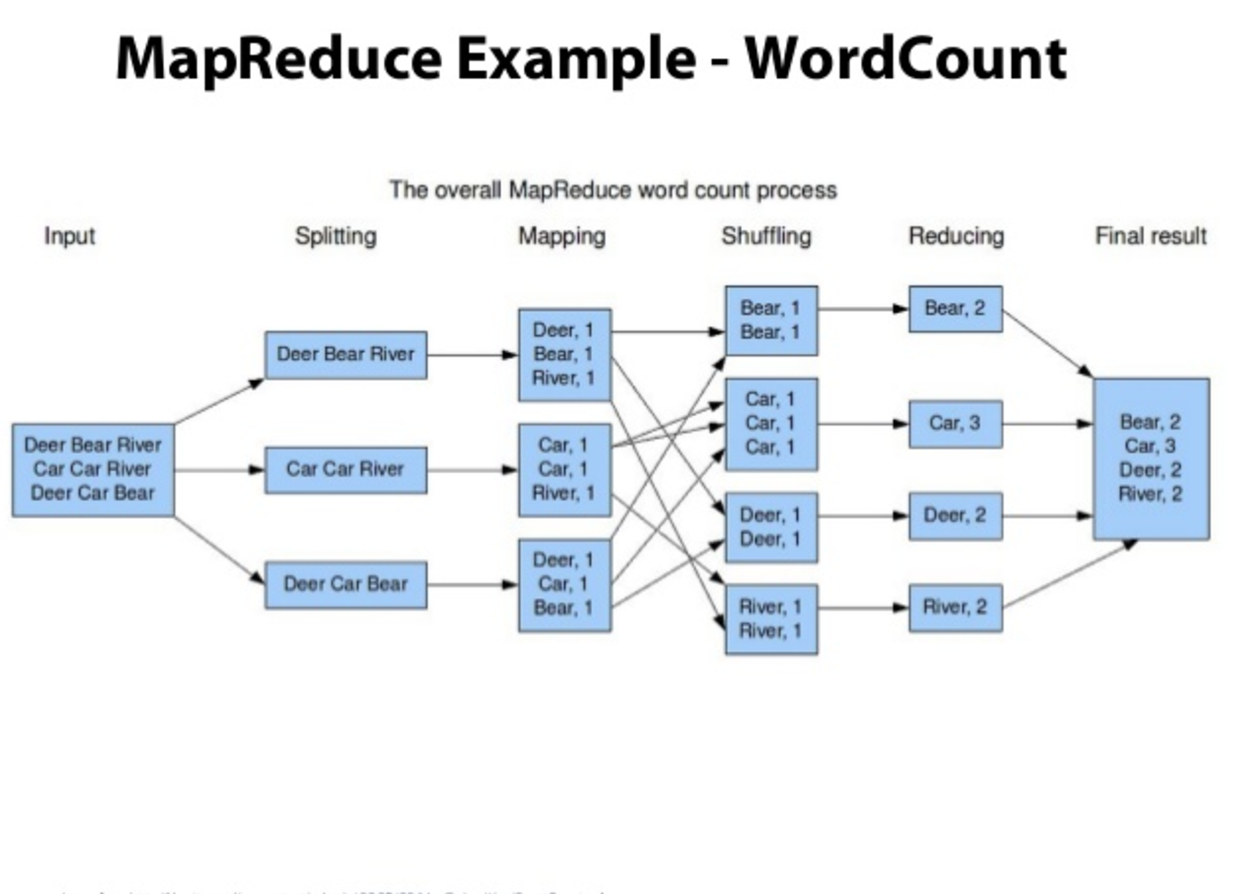 MapReduce Example - WordCount
The overall MapReduce word count process
Input
Splitting
Mapping
Shuffling
Reducing
Final result
Deer Bear River
Car Car River
Deer Car Bear
Deer Bear River
Car Car River
Deer Car Bear
Deer, 1
Bear, 1
River, 1
Car, 1
Car, 1
River, 1
Deer, 1
Car, 1
Bear, 1
Bear, 1
Bear, 1
Car, 1
Car, 1
Car, 1
Deer, 1
Deer, 1
River, 1
River, 1
Bear, 2
Car, 3
Deer, 2
River, 2
Bear, 2
Car, 3
Deer, 2
River, 2